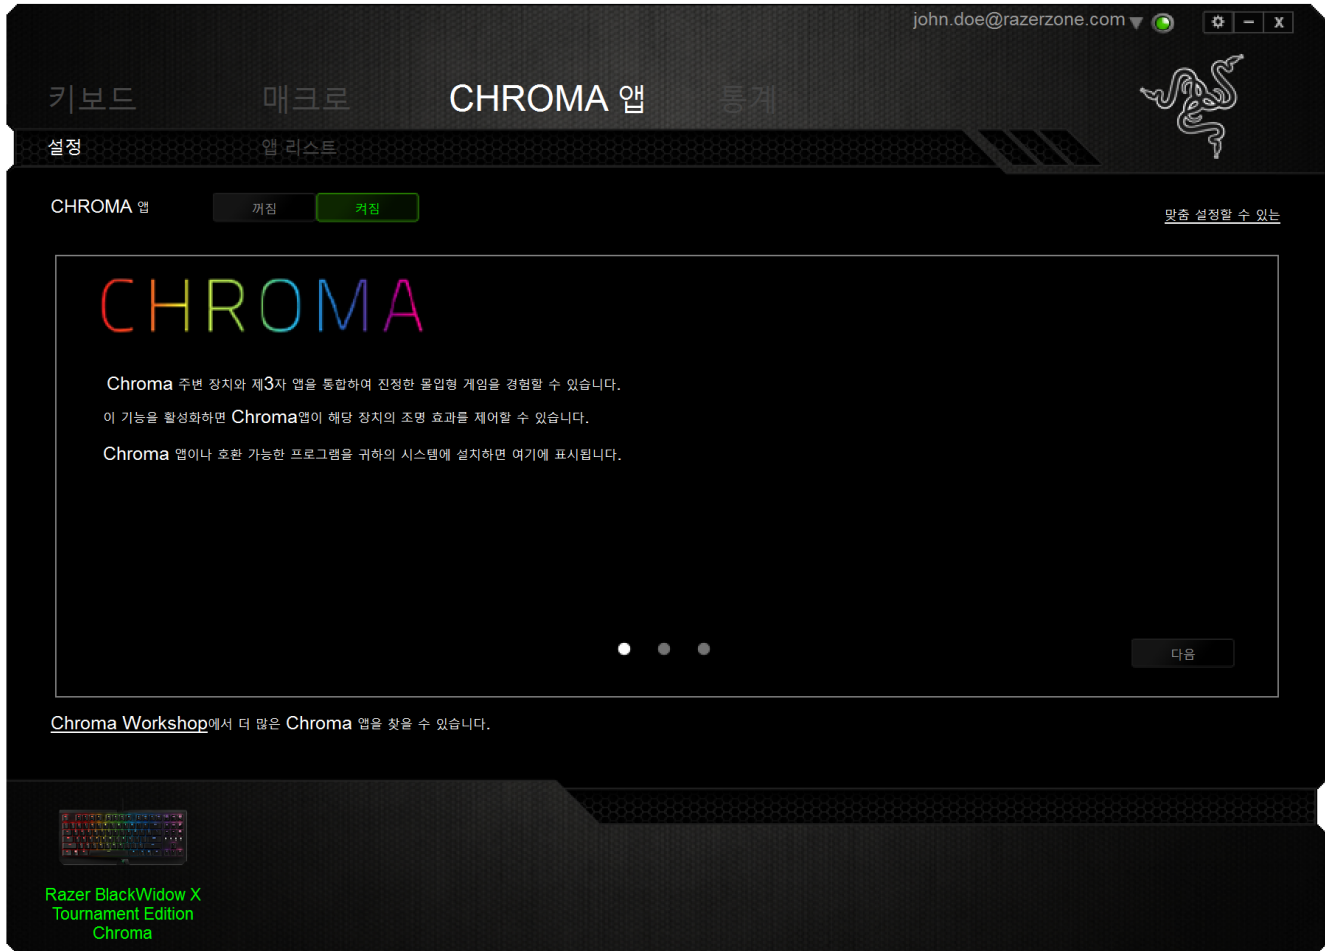 john.doe@razerzone.com
X
키보드 매크로 CHROMA 앱 통계
설정 앱 리스트
CHROMA 앱 꺼짐 켜짐
맞춤 설정할 수 있는
CHROMA
Chroma 주변 장치와 제3자 앱을 통합하여 진정한 몰입형 게임을 경험할 수 있습니다.
이 기능을 활성화하면 Chroma앱이 해당 장치의 조명 효과를 제어할 수 있습니다.
Chroma 앱이나 호환 가능한 프로그램을 귀하의 시스템에 설치하면 여기에 표시됩니다.
다음
Chroma Workshop에서 더 많은 Chroma 앱을 찾을 수 있습니다.
Razer BlackWidow X
Tournament Edition
Chroma